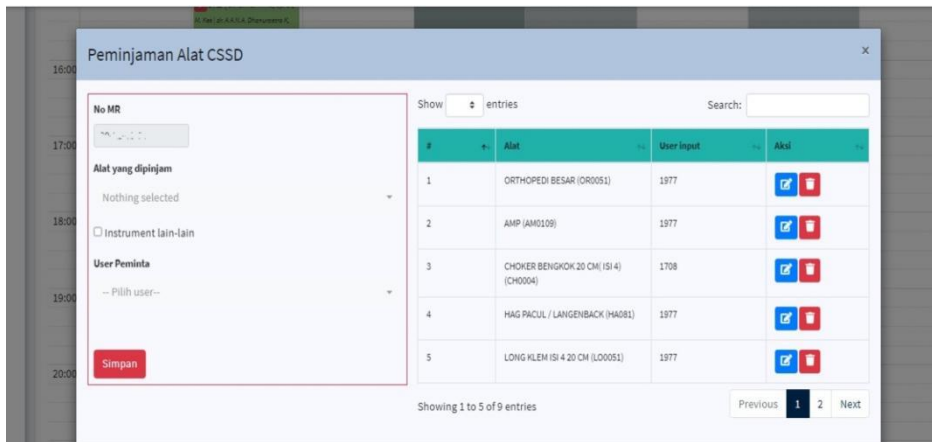 Peminjaman Alat CSSD
×
16:00
17:00
18:00
19:00
20:00
No MR
Alat yang dipinjam
Nothing selected
Instrument lain-lain
User Peminta
-- Pilih user--
Simpan
Show entries
Search:
# Alat User input Aksi
1 ORTHOPEDI BESAR (OR0051) 1977
2 AMP (AM0109) 1977
3 CHOKER BENGKOK 20 CM( ISI 4) 1708
(CH0004)
4 HAG PACUL / LANGENBACK (HA081) 1977
5 LONG KLEM ISI 4 20 CM (LO0051) 1977
Showing 1 to 5 of 9 entries
Previous 1 2 Next